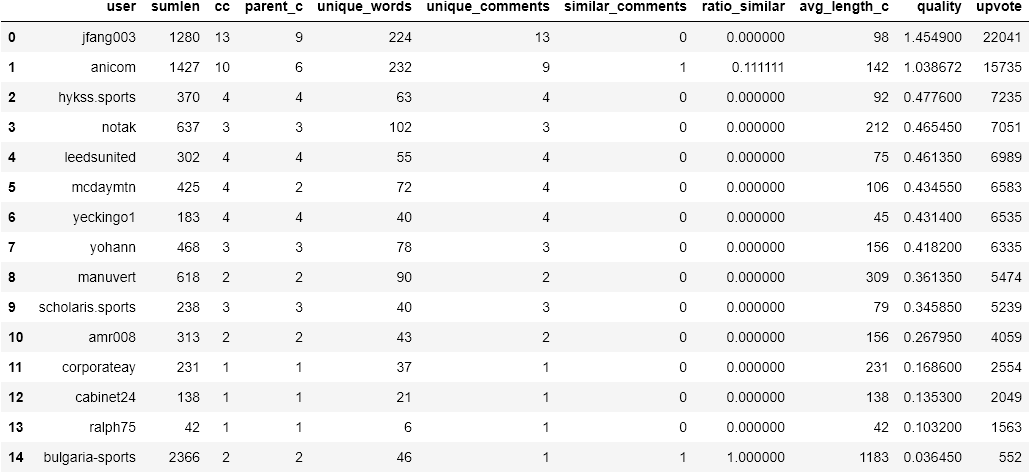 user sumlen cc parent_c unique_words unique_comments similar_comments ratio_similar avg_length_c quality upvote
0 jfang003 1280 13 9 224 13 0 0.000000 98 1.454900 22041
1 anicom 1427 10 6 232 9 1 0.111111 142 1.038672 15735
2 hykss.sports 370 4 4 63 4 0 0.000000 92 0.477600 7235
3 notak 637 3 3 102 3 0 0.000000 212 0.465450 7051
4 leedsunited 302 4 4 55 4 0 0.000000 75 0.461350 6989
5 mcdaymtn 425 4 2 72 4 0 0.000000 106 0.434550 6583
6 yeckingo1 183 4 4 40 4 0 0.000000 45 0.431400 6535
7 yohann 468 3 3 78 3 0 0.000000 156 0.418200 6335
8 manuvert 618 2 2 90 2 0 0.000000 309 0.361350 5474
9 scholaris.sports 238 3 3 40 3 0 0.000000 79 0.345850 5239
10 amr008 313 2 2 43 2 0 0.000000 156 0.267950 4059
11 corporateay 231 1 1 37 1 0 0.000000 231 0.168600 2554
12 cabinet24 138 1 1 21 1 0 0.000000 138 0.135300 2049
13 ralph75 42 1 1 6 1 0 0.000000 42 0.103200 1563
14 bulgaria-sports 2366 2 2 46 1 1 1.000000 1183 0.036450 552